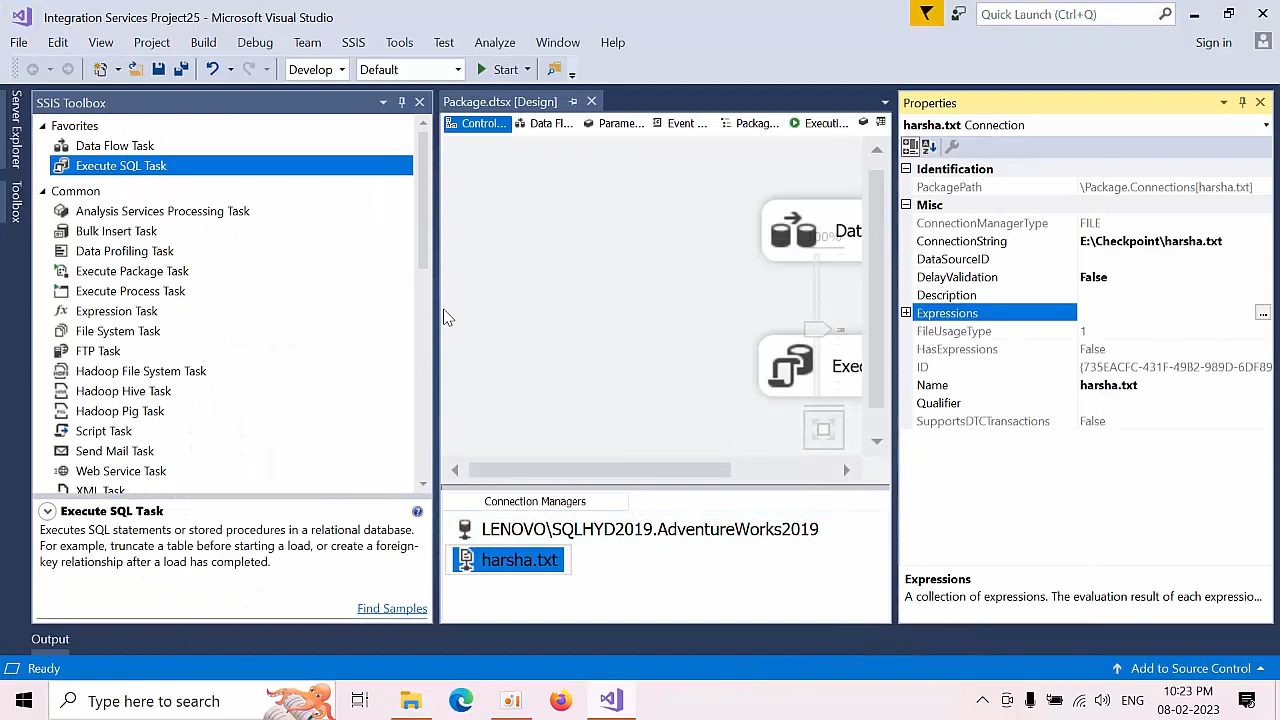 Integration Services Project25 - Microsoft Visual Studio
Quick Launch (Ctrl+Q)
File Edit View Project Build Debug Team SSIS Tools Test Analyze Window Help
Sign in
Develop Default Start
Server Explorer
Toolbox
SSIS Toolbox
Favorites
Data Flow Task
Execute SQL Task
Common
Analysis Services Processing Task
Bulk Insert Task
Data Profiling Task
Execute Package Task
Execute Process Task
Expression Task
File System Task
FTP Task
Hadoop File System Task
Hadoop Hive Task
Hadoop Pig Task
Script Task
Send Mail Task
Web Service Task
XML Task
Execute SQL Task
Executes SQL statements or stored procedures in a relational database.
For example, truncate a table before starting a load, or create a foreign-
key relationship after a load has completed.
Find Samples
Package.dtsx [Design]
Control... Data Fl... Parame... Event ... Packag... Executi...
Dat
100%
Exec
Connection Managers
LENOVO\SQLHYD2019.AdventureWorks2019
harsha.txt
Properties
harsha.txt Connection
Identification
PackagePath \Package.Connections[harsha.txt]
Misc
ConnectionManagerType FILE
ConnectionString E:\Checkpoint\harsha.txt
DataSourceID
DelayValidation False
Description
Expressions ...
FileUsageType 1
HasExpressions False
ID {735EACFC-431F-49B2-989D-6DF89
Name harsha.txt
Qualifier
SupportsDTCTransactions False
Expressions
A collection of expressions. The evaluation result of each expressio...
Output
Ready
Add to Source Control
Type here to search
ENG
10:23 PM
08-02-2023